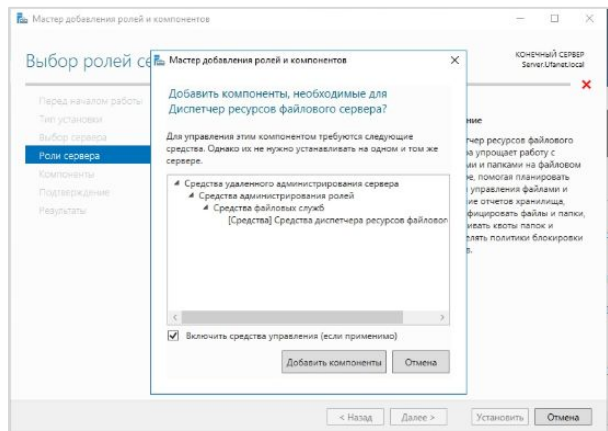 Мастер добавления ролей и компонентов
Выбор ролей се
КОНЕЧНЫЙ СЕРВЕР
Server.Ufanet.local
Перед началом работы
Тип установки
Выбор сервера
Роли сервера
Компоненты
Подтверждение
Результаты
Мастер добавления ролей и компонентов
Добавить компоненты, необходимые для
Диспетчер ресурсов файлового сервера?
Для управления этим компонентом требуются следующие
средства. Однако их не нужно устанавливать на одном и том же
сервере.
Средства удаленного администрирования сервера
Средства администрирования ролей
Средства файловых служб
[Средства] Средства диспетчера ресурсов файловог
Включить средства управления (если применимо)
Добавить компоненты
Отмена
ние
тчер ресурсов файлового
ра упрощает работу с
ми и папками на файловом
ре, помогая планировать
управления файлами и
ие отчетов хранилища,
фицировать файлы и папки,
ивать квоты папок и
елять политики блокировки
в.
< Назад
Далее >
Установить
Отмена